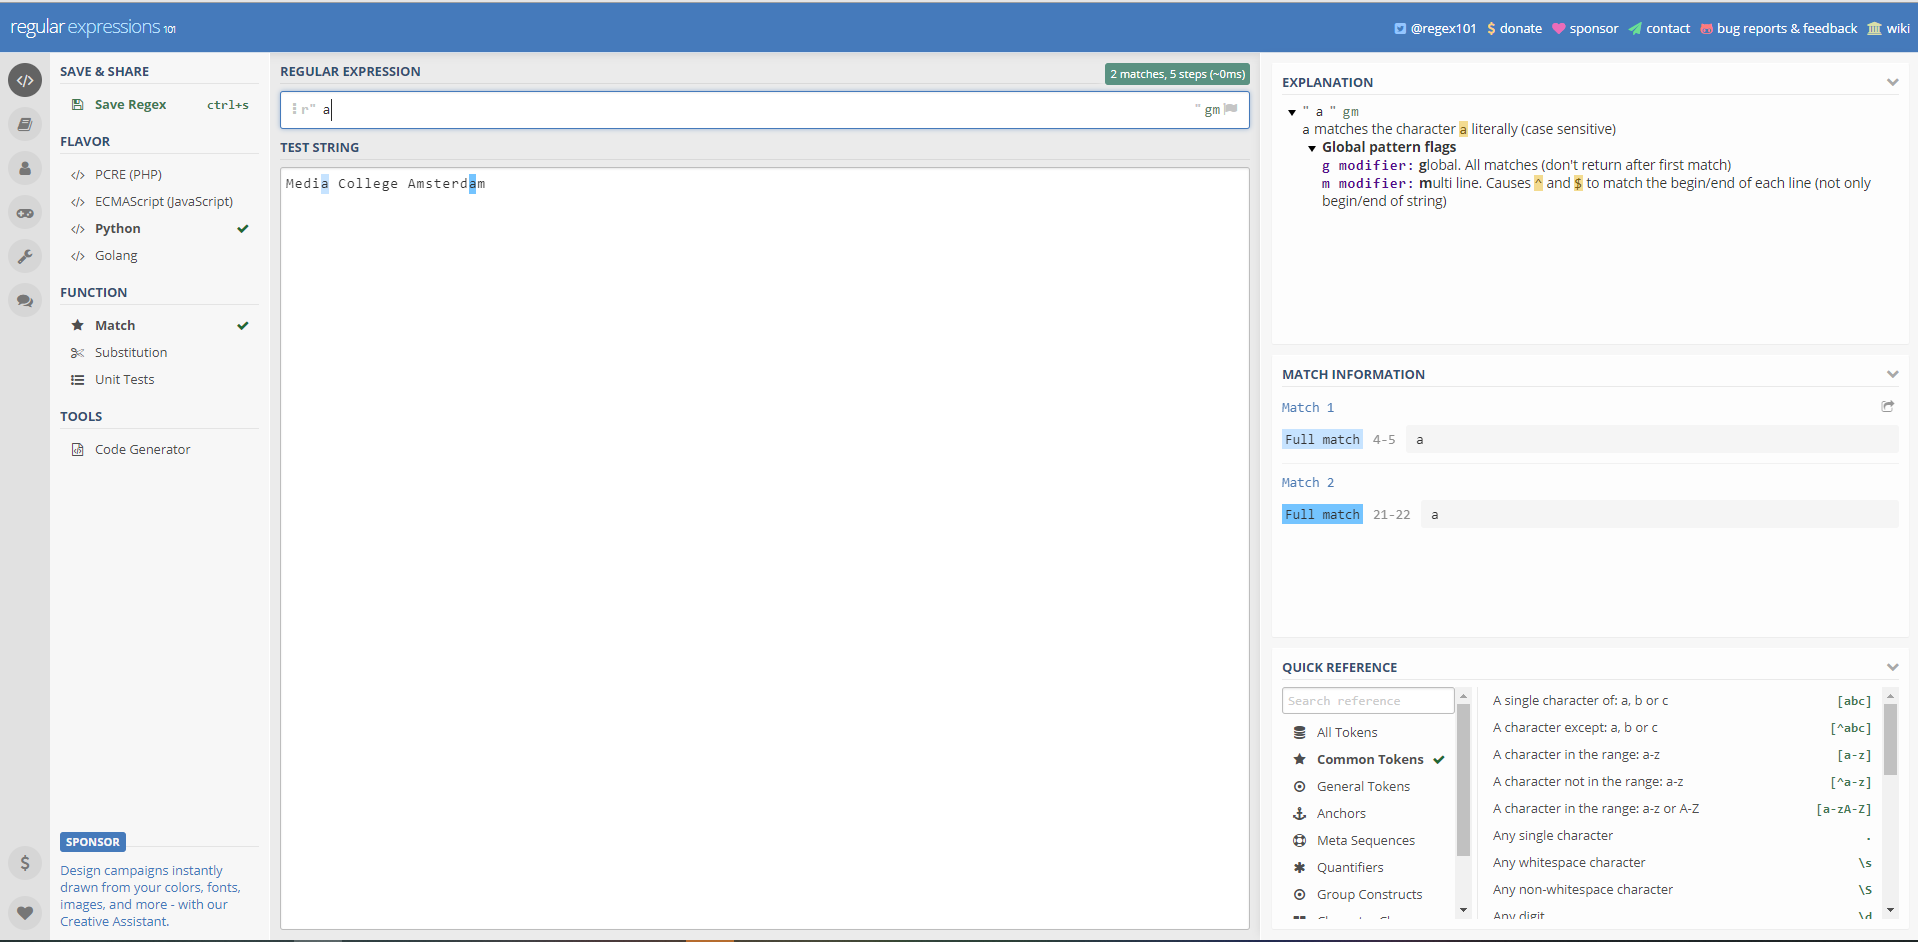 regular expressions 101
@regex101 $ donate sponsor contact bug reports & feedback wiki
SAVE & SHARE
Save Regex ctrl+s
FLAVOR
</> PCRE (PHP)
</> ECMAScript (JavaScript)
</> Python
</> Golang
FUNCTION
Match
Substitution
Unit Tests
TOOLS
Code Generator
SPONSOR
Design campaigns instantly
drawn from your colors, fonts,
images, and more - with our
Creative Assistant.
REGULAR EXPRESSION
2 matches, 5 steps (~0ms)
r" a " gm
TEST STRING
Media College Amsterdam
EXPLANATION
" a " gm
a matches the character a literally (case sensitive)
Global pattern flags
g modifier: global. All matches (don't return after first match)
m modifier: multi line. Causes ^ and $ to match the begin/end of each line (not only
begin/end of string)
MATCH INFORMATION
Match 1
Full match 4-5 a
Match 2
Full match 21-22 a
QUICK REFERENCE
Search reference
All Tokens
Common Tokens
General Tokens
Anchors
Meta Sequences
Quantifiers
Group Constructs
A single character of: a, b or c [abc]
A character except: a, b or c [^abc]
A character in the range: a-z [a-z]
A character not in the range: a-z [^a-z]
A character in the range: a-z or A-Z [a-zA-Z]
Any single character .
Any whitespace character \s
Any non-whitespace character \S
Any digit \d